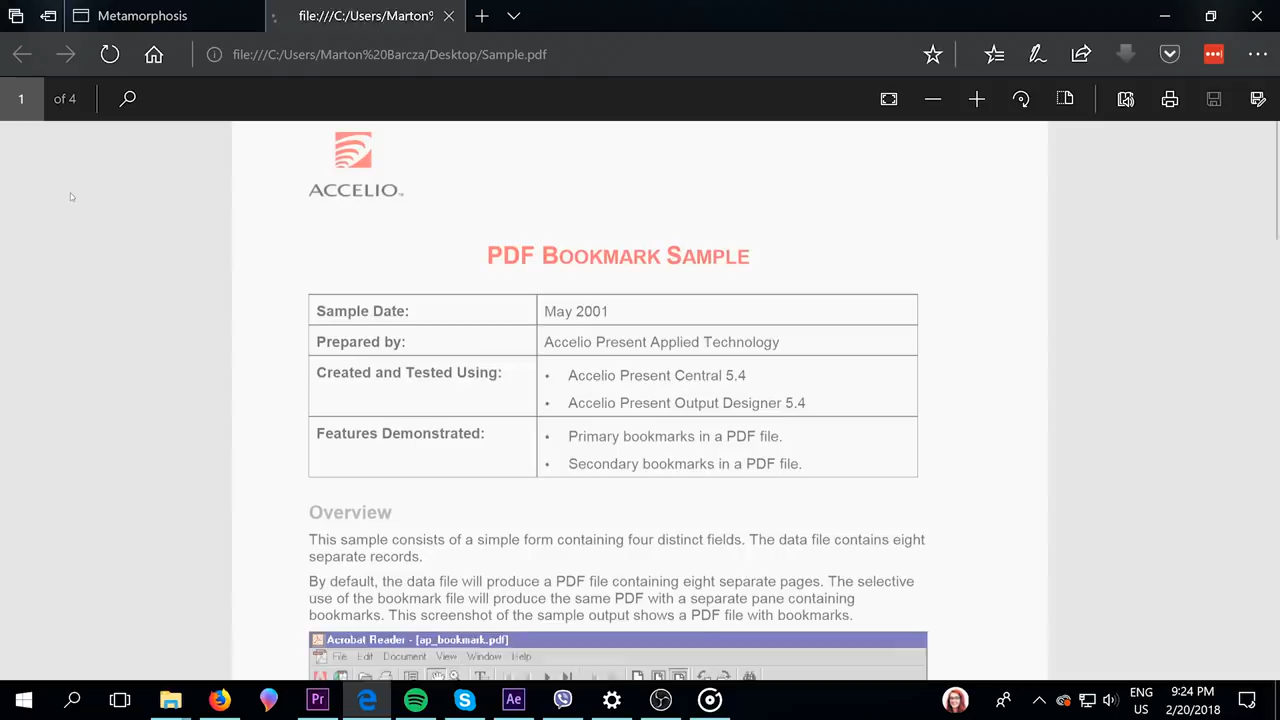 Metamorphosis
file:///C:/Users/Marton%
file:///C:/Users/Marton%20Barcza/Desktop/Sample.pdf
1 of 4
ACCELIO™
PDF BOOKMARK SAMPLE
Sample Date: May 2001
Prepared by: Accelio Present Applied Technology
Created and Tested Using: • Accelio Present Central 5.4
• Accelio Present Output Designer 5.4
Features Demonstrated: • Primary bookmarks in a PDF file.
• Secondary bookmarks in a PDF file.
Overview
This sample consists of a simple form containing four distinct fields. The data file contains eight
separate records.
By default, the data file will produce a PDF file containing eight separate pages. The selective
use of the bookmark file will produce the same PDF with a separate pane containing
bookmarks. This screenshot of the sample output shows a PDF file with bookmarks.
Acrobat Reader - [ap_bookmark.pdf]
File Edit Document View Window Help
Pr Ae
ENG 9:24 PM
US 2/20/2018